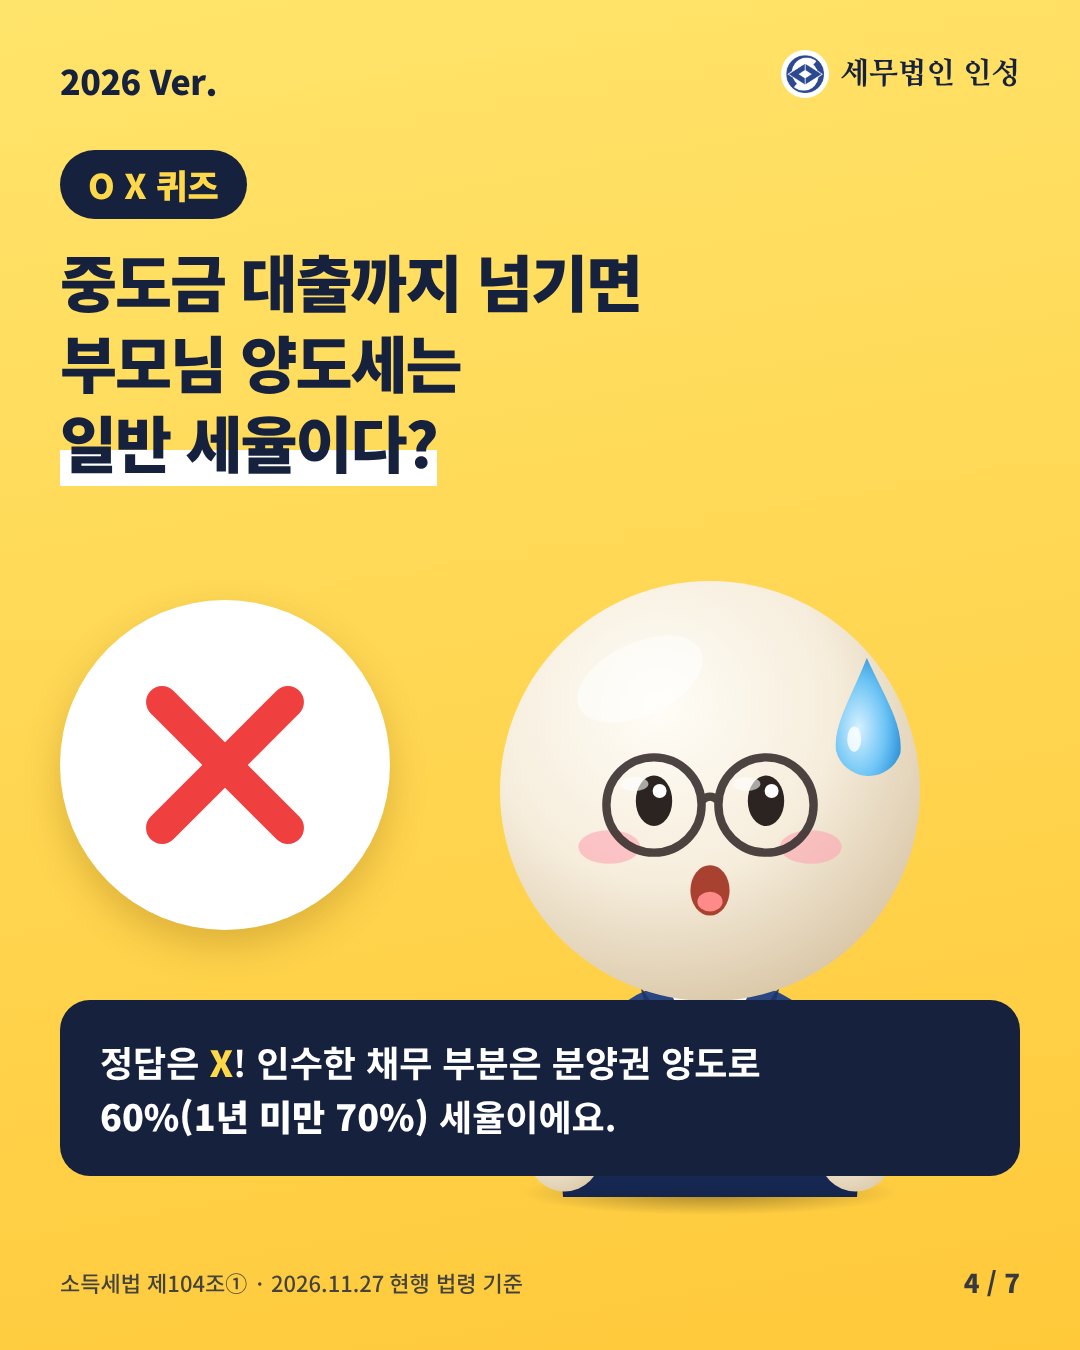 2026 Ver.
세무법인 인성
O X 퀴즈
중도금 대출까지 넘기면
부모님 양도세는
일반 세율이다?
정답은 X! 인수한 채무 부분은 분양권 양도로
60%(1년 미만 70%) 세율이에요.
소득세법 제104조① · 2026.11.27 현행 법령 기준
4 / 7